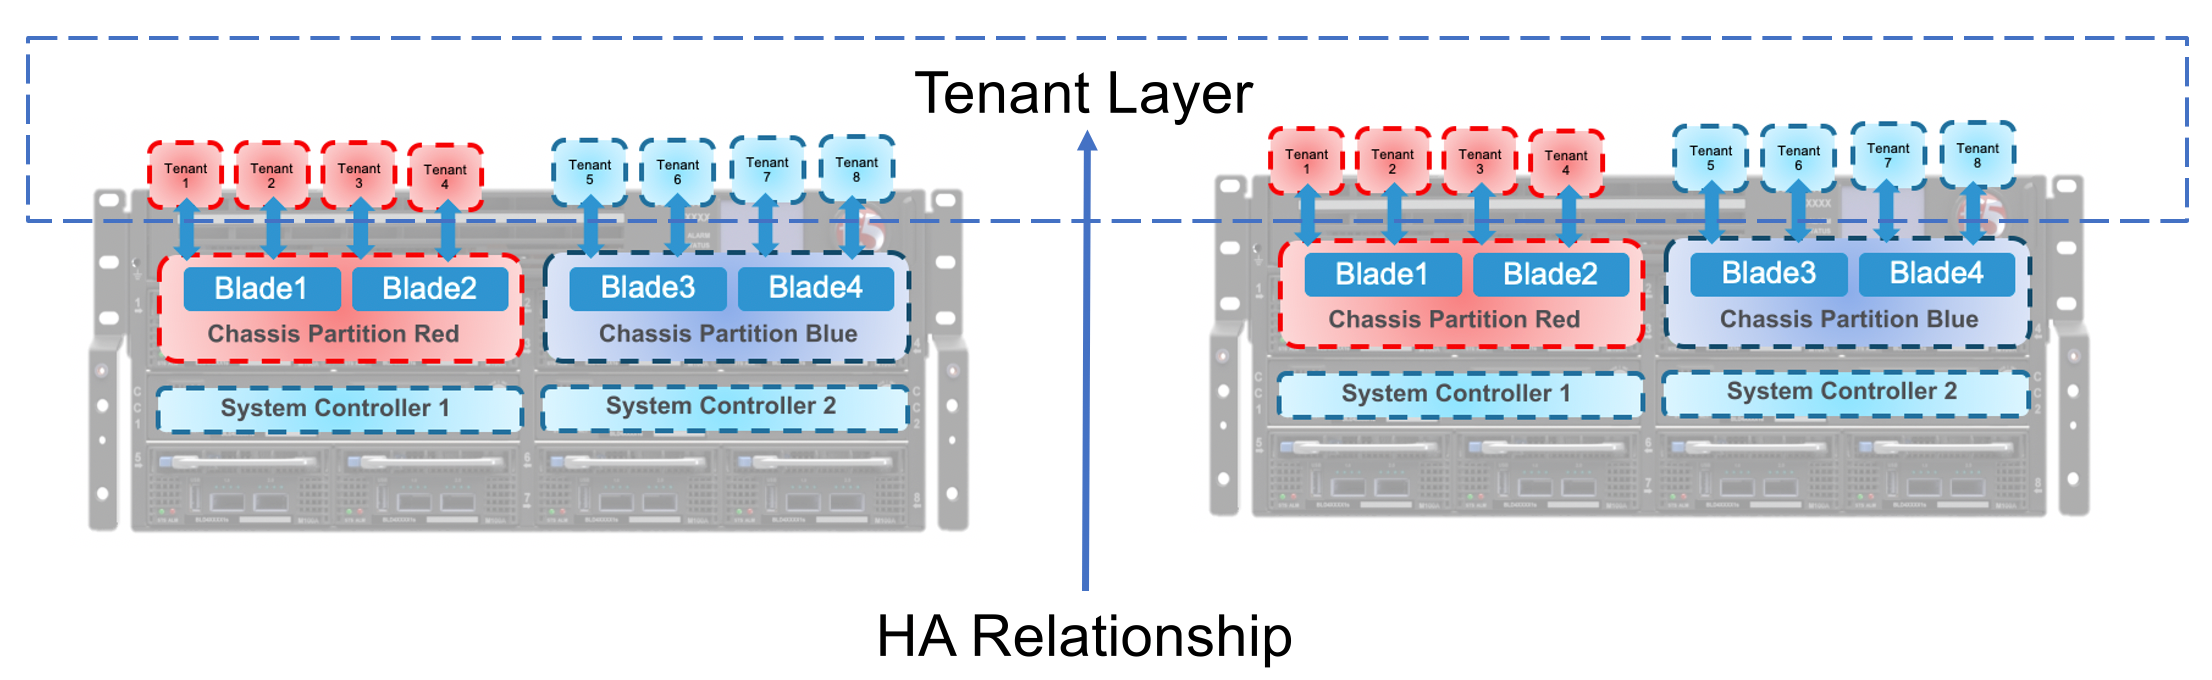 Tenant Layer
Tenant
1
Tenant
2
Tenant
3
Tenant
4
Tenant
5
Tenant
6
Tenant
7
Tenant
8
XXXX
ALARM
Blade1
Blade2
Blade3
Blade4
Chassis Partition Red
Chassis Partition Blue
System Controller 1
System Controller 2
Tenant
1
Tenant
2
Tenant
3
Tenant
4
Tenant
5
Tenant
6
Tenant
7
Tenant
8
XXXX
Blade1
Blade2
Blade3
Blade4
Chassis Partition Red
Chassis Partition Blue
System Controller 1
System Controller 2
HA Relationship